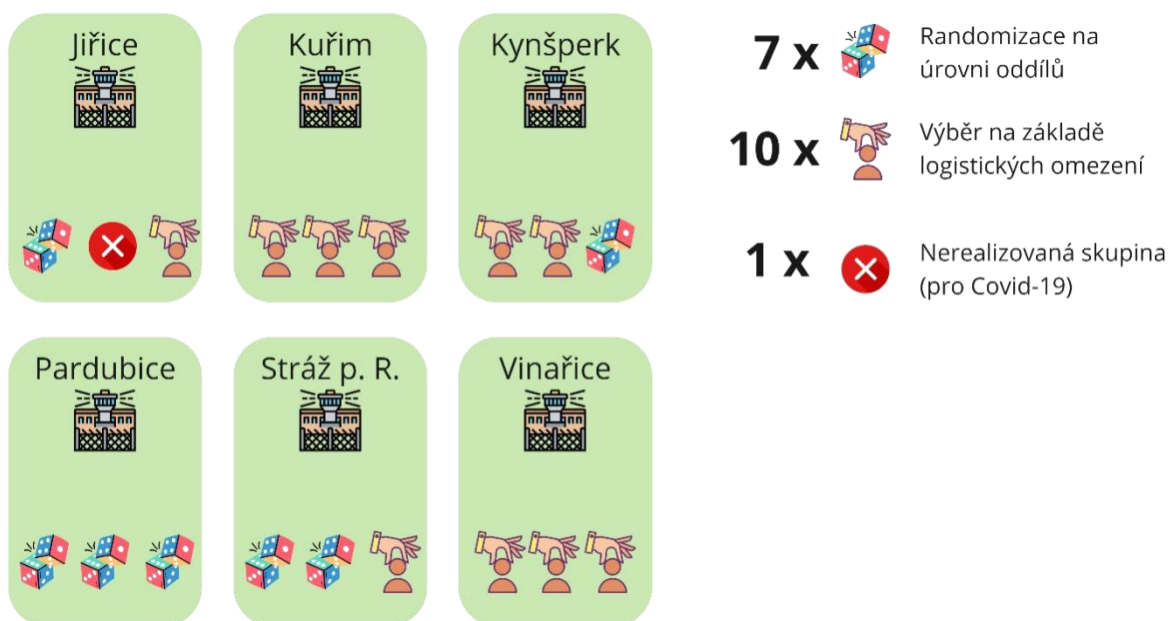 Jiřice
Kuřim
Kynšperk
7 x
Randomizace na
úrovni oddílů
10 x
Výběr na základě
logistických omezení
1 x
Nerealizovaná skupina
(pro Covid-19)
Pardubice
Stráž p. R.
Vinařice